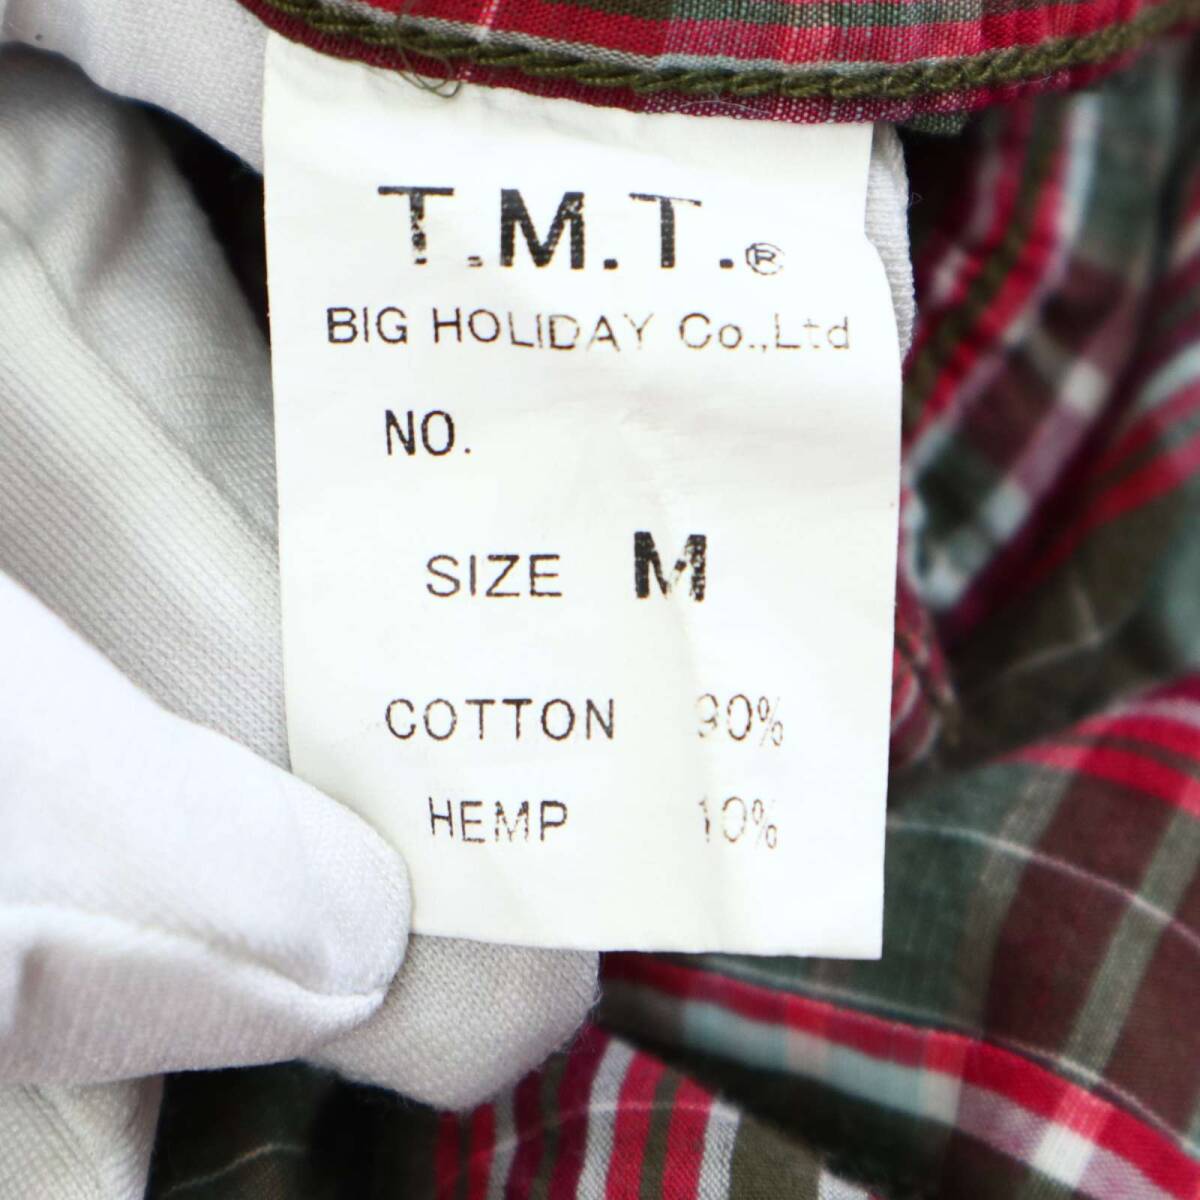 T.M.T.®
BIG HOLIDAY Co.,Ltd
NO.
SIZE M
COTTON 90%
HEMP 10%